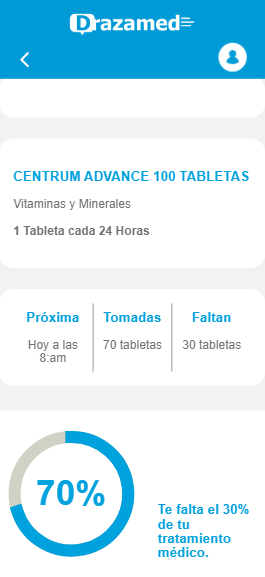 Drazamed
CENTRUM ADVANCE 100 TABLETAS
Vitaminas y Minerales
1 Tableta cada 24 Horas
Próxima Tomadas Faltan
Hoy a las 70 tabletas 30 tabletas
8:am
70%
Te falta el 30%
de tu
tratamiento
médico.